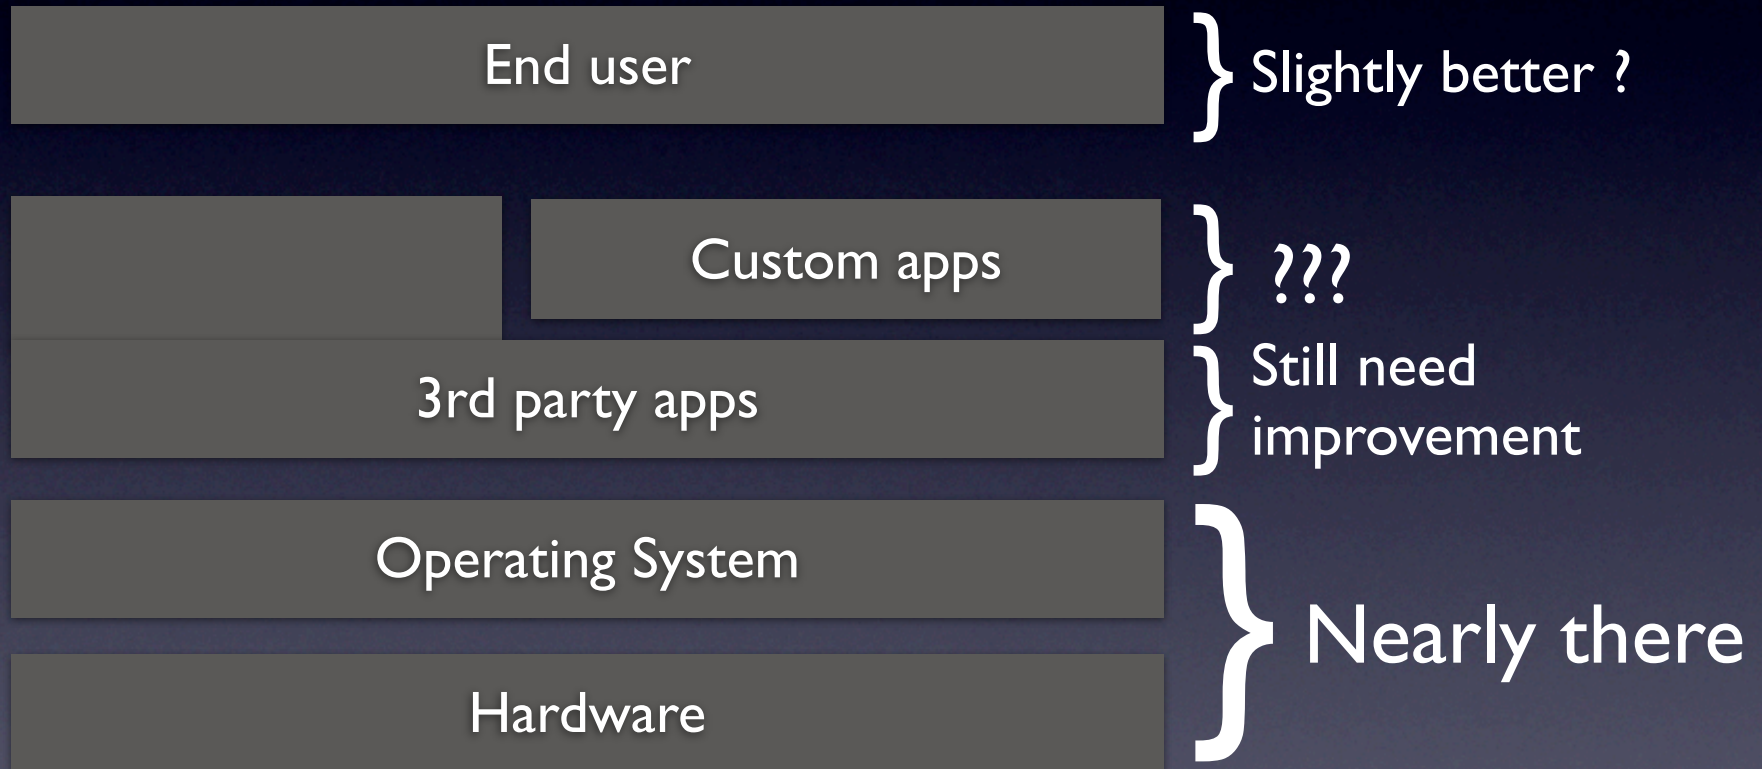 End user
Slightly better ?
Custom apps
???
3rd party apps
Still need
improvement
Operating System
Nearly there
Hardware